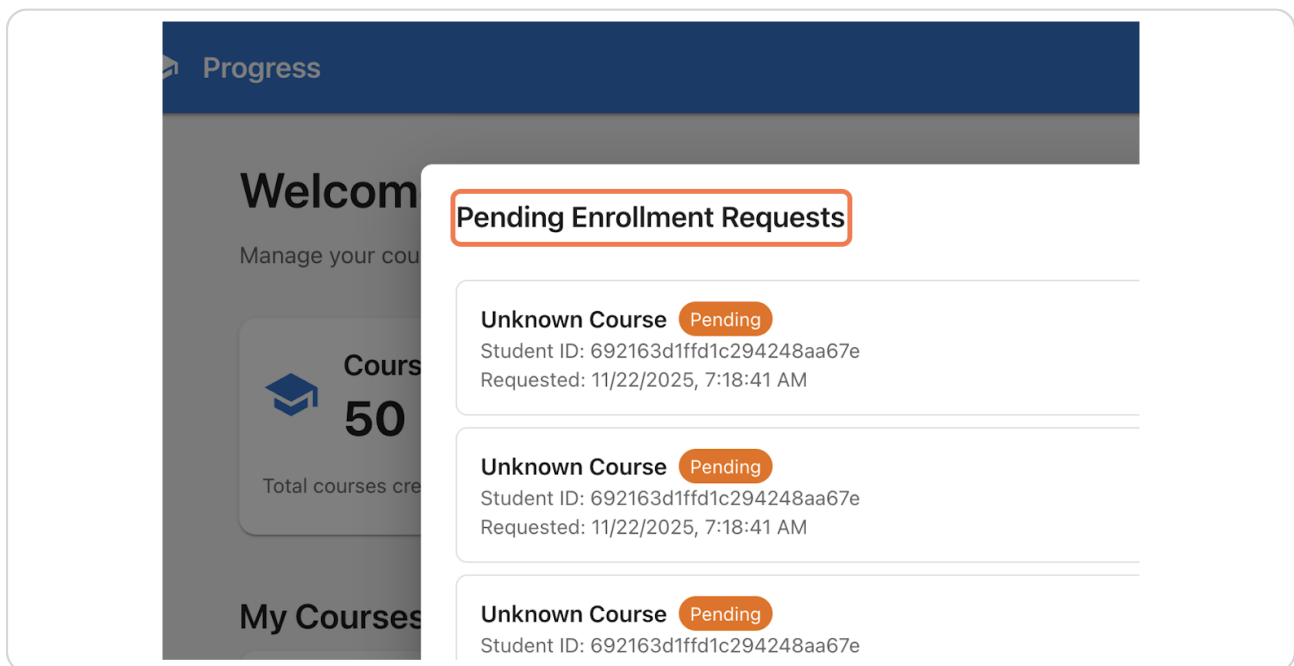 Progress
Welcom
Manage your cou
Cours
50
Total courses cre
My Courses
Pending Enrollment Requests
Unknown Course Pending
Student ID: 692163d1ffd1c294248aa67e
Requested: 11/22/2025, 7:18:41 AM
Unknown Course Pending
Student ID: 692163d1ffd1c294248aa67e
Requested: 11/22/2025, 7:18:41 AM
Unknown Course Pending
Student ID: 692163d1ffd1c294248aa67e